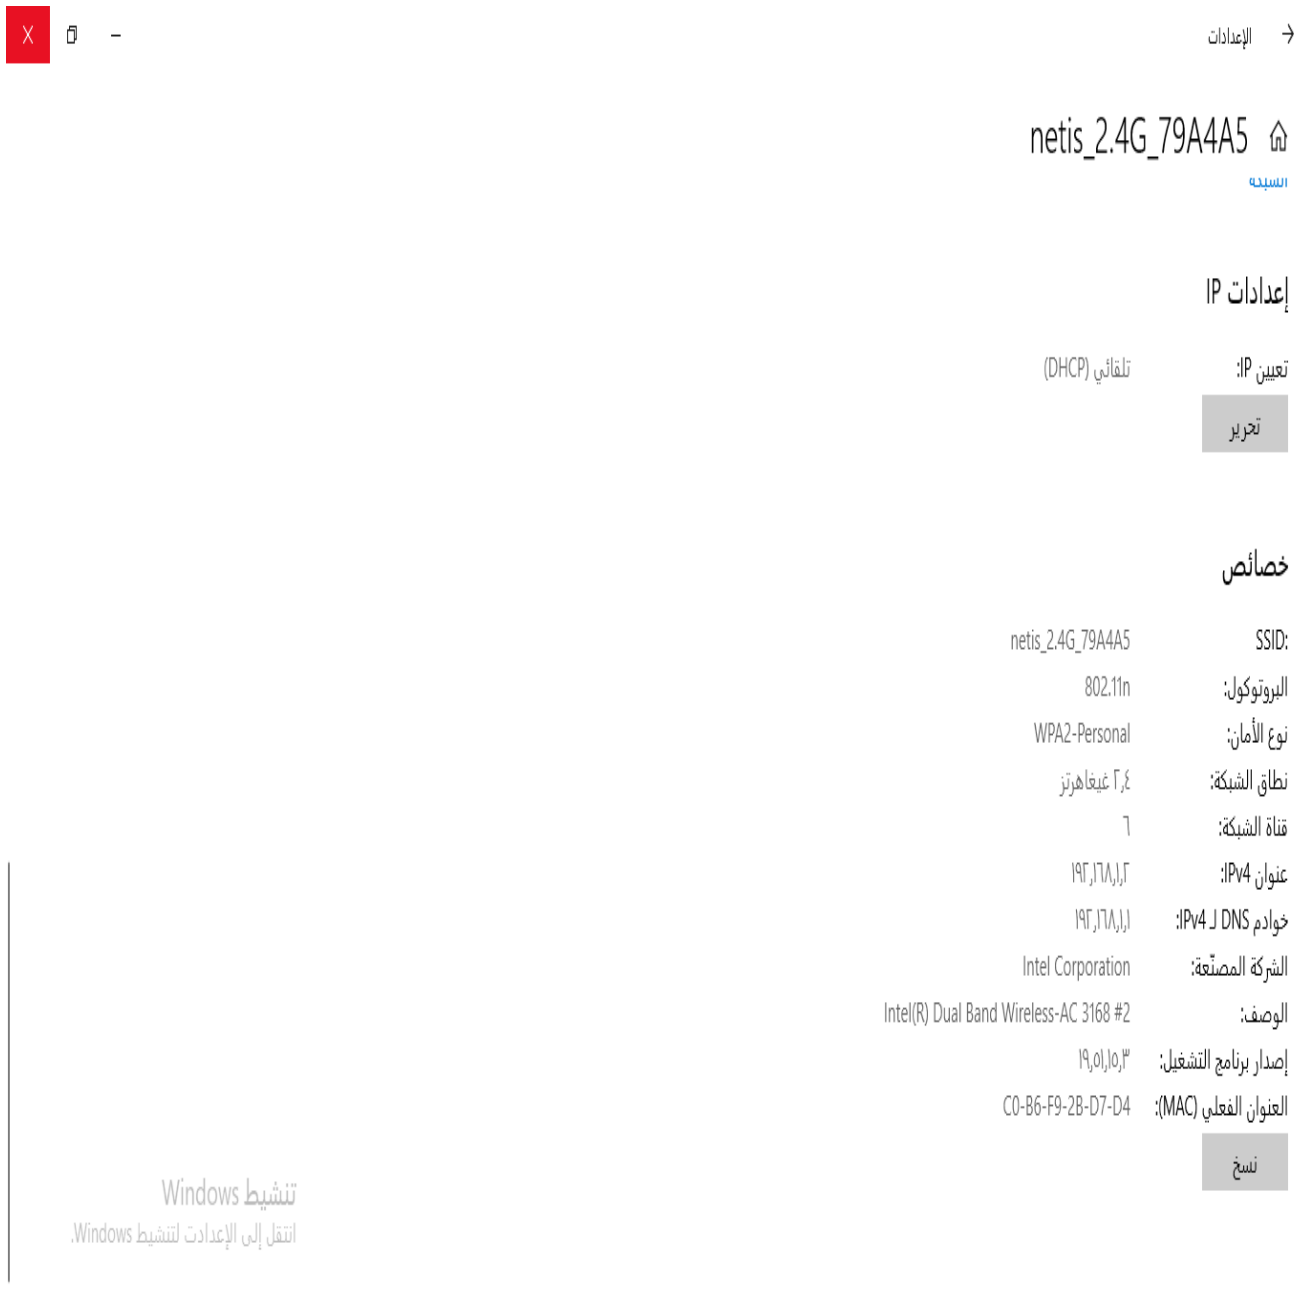 الإعدادات
netis_2.4G_79A4A5
إعدادات IP
تعيين IP: تلقائي (DHCP)
تحرير
خصائص
SSID: netis_2.4G_79A4A5
البروتوكول: 802.11n
نوع الأمان: WPA2-Personal
نطاق الشبكة: ٢٫٤ غيغاهرتز
قناة الشبكة: ٦
عنوان IPv4: ١٩٢٫١٦٨٫١٫٢
خوادم DNS لـ IPv4: ١٩٢٫١٦٨٫١٫١
الشركة المصنّعة: Intel Corporation
الوصف: Intel(R) Dual Band Wireless-AC 3168 #2
إصدار برنامج التشغيل: ١٩٫٥١٫١٥٫٣
العنوان الفعلي (MAC): C0-B6-F9-2B-D7-D4
نسخ
تنشيط Windows
انتقل إلى الإعدادت لتنشيط Windows.